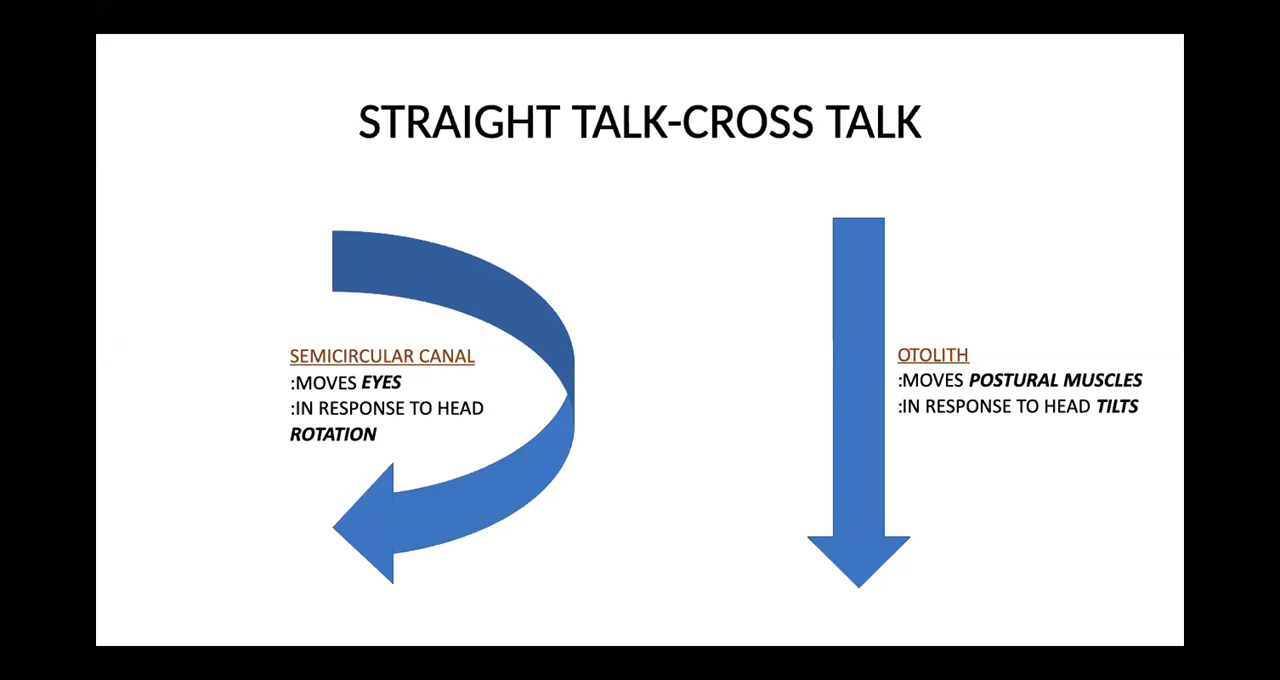 STRAIGHT TALK-CROSS TALK
SEMICIRCULAR CANAL
:MOVES EYES
:IN RESPONSE TO HEAD
ROTATION
OTOLITH
:MOVES POSTURAL MUSCLES
:IN RESPONSE TO HEAD TILTS